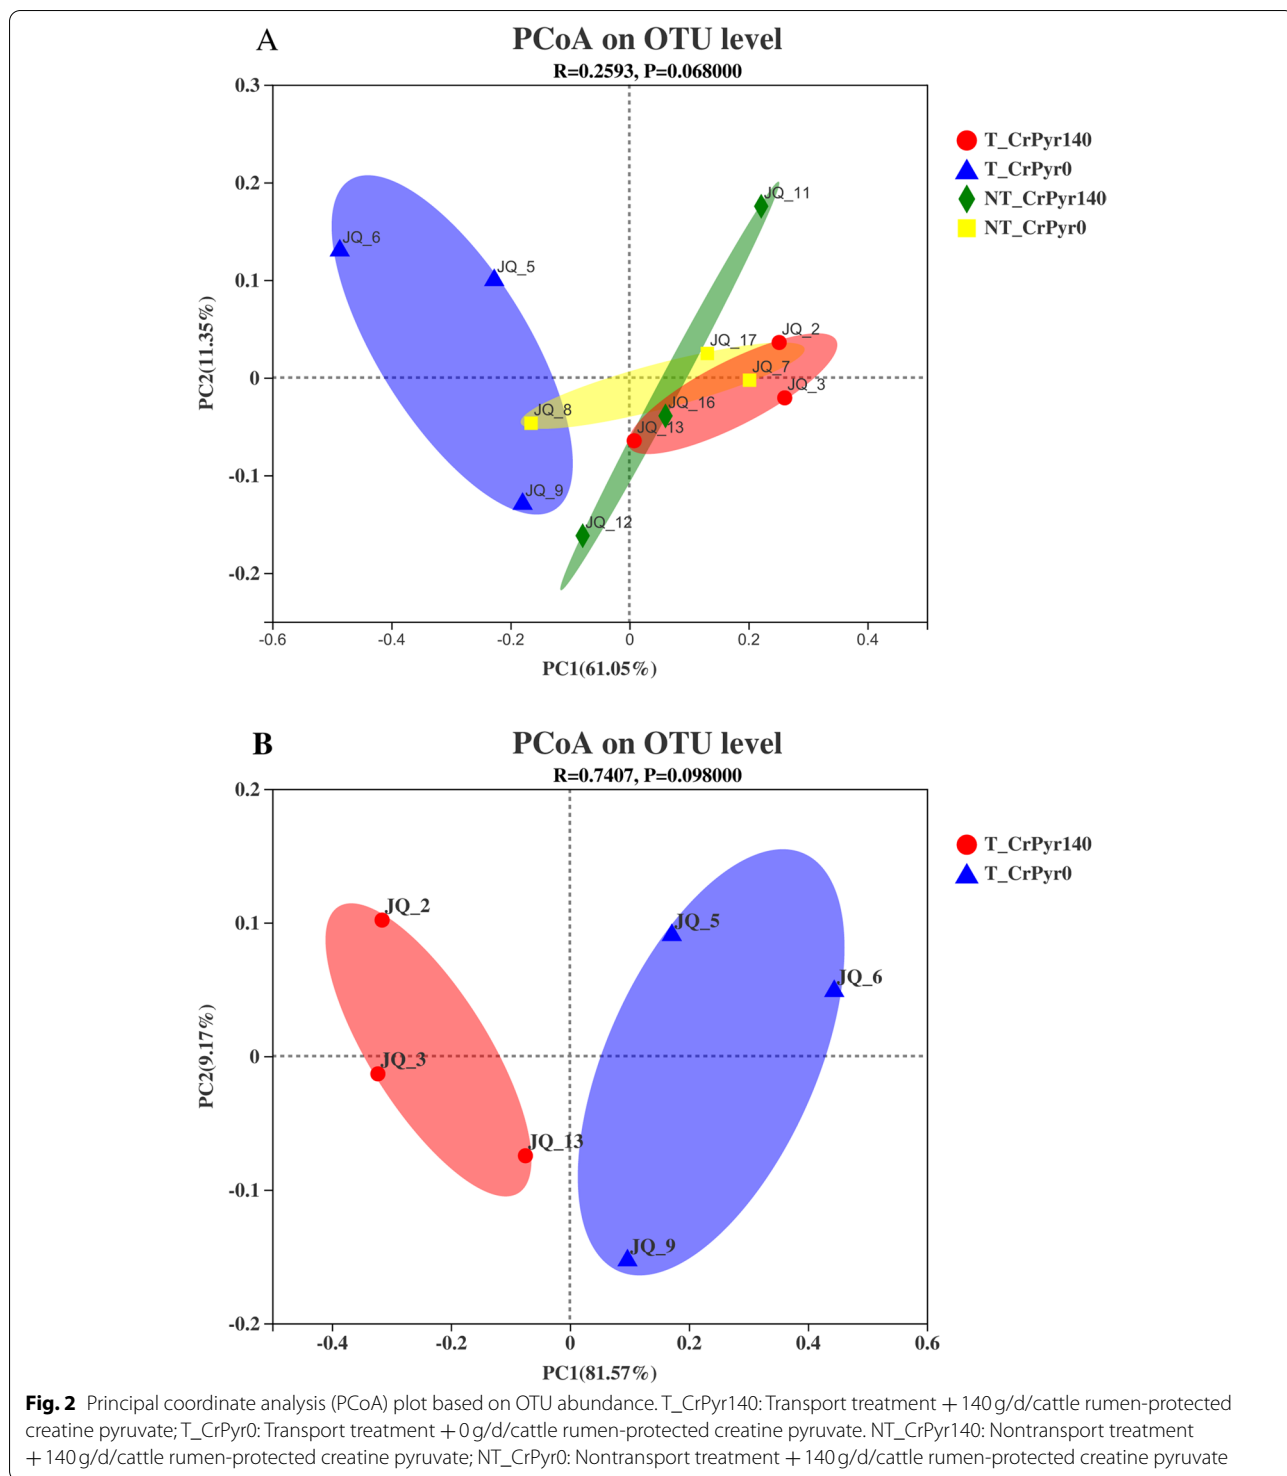 A
PCoA on OTU level
R=0.2593, P=0.068000
0.3
0.2
0.1
0
-0.1
-0.2
PC2(11.35%)
JQ_6
JQ_5
JQ_11
JQ_17
JQ_2
JQ_7
JQ_3
JQ_16
JQ_8
JQ_13
JQ_9
JQ_12
T_CrPyr140
T_CrPyr0
NT_CrPyr140
NT_CrPyr0
-0.6
-0.4
-0.2
0
0.2
0.4
PC1(61.05%)
B
PCoA on OTU level
R=0.7407, P=0.098000
0.2
0.1
0
-0.1
-0.2
PC2(9.17%)
JQ_2
JQ_5
JQ_6
JQ_3
JQ_13
JQ_9
T_CrPyr140
T_CrPyr0
-0.4
-0.2
0
0.2
0.4
0.6
PC1(81.57%)
Fig. 2 Principal coordinate analysis (PCoA) plot based on OTU abundance. T_CrPyr140: Transport treatment + 140 g/d/cattle rumen-protected
creatine pyruvate; T_CrPyr0: Transport treatment + 0 g/d/cattle rumen-protected creatine pyruvate. NT_CrPyr140: Nontransport treatment
+ 140 g/d/cattle rumen-protected creatine pyruvate; NT_CrPyr0: Nontransport treatment + 140 g/d/cattle rumen-protected creatine pyruvate